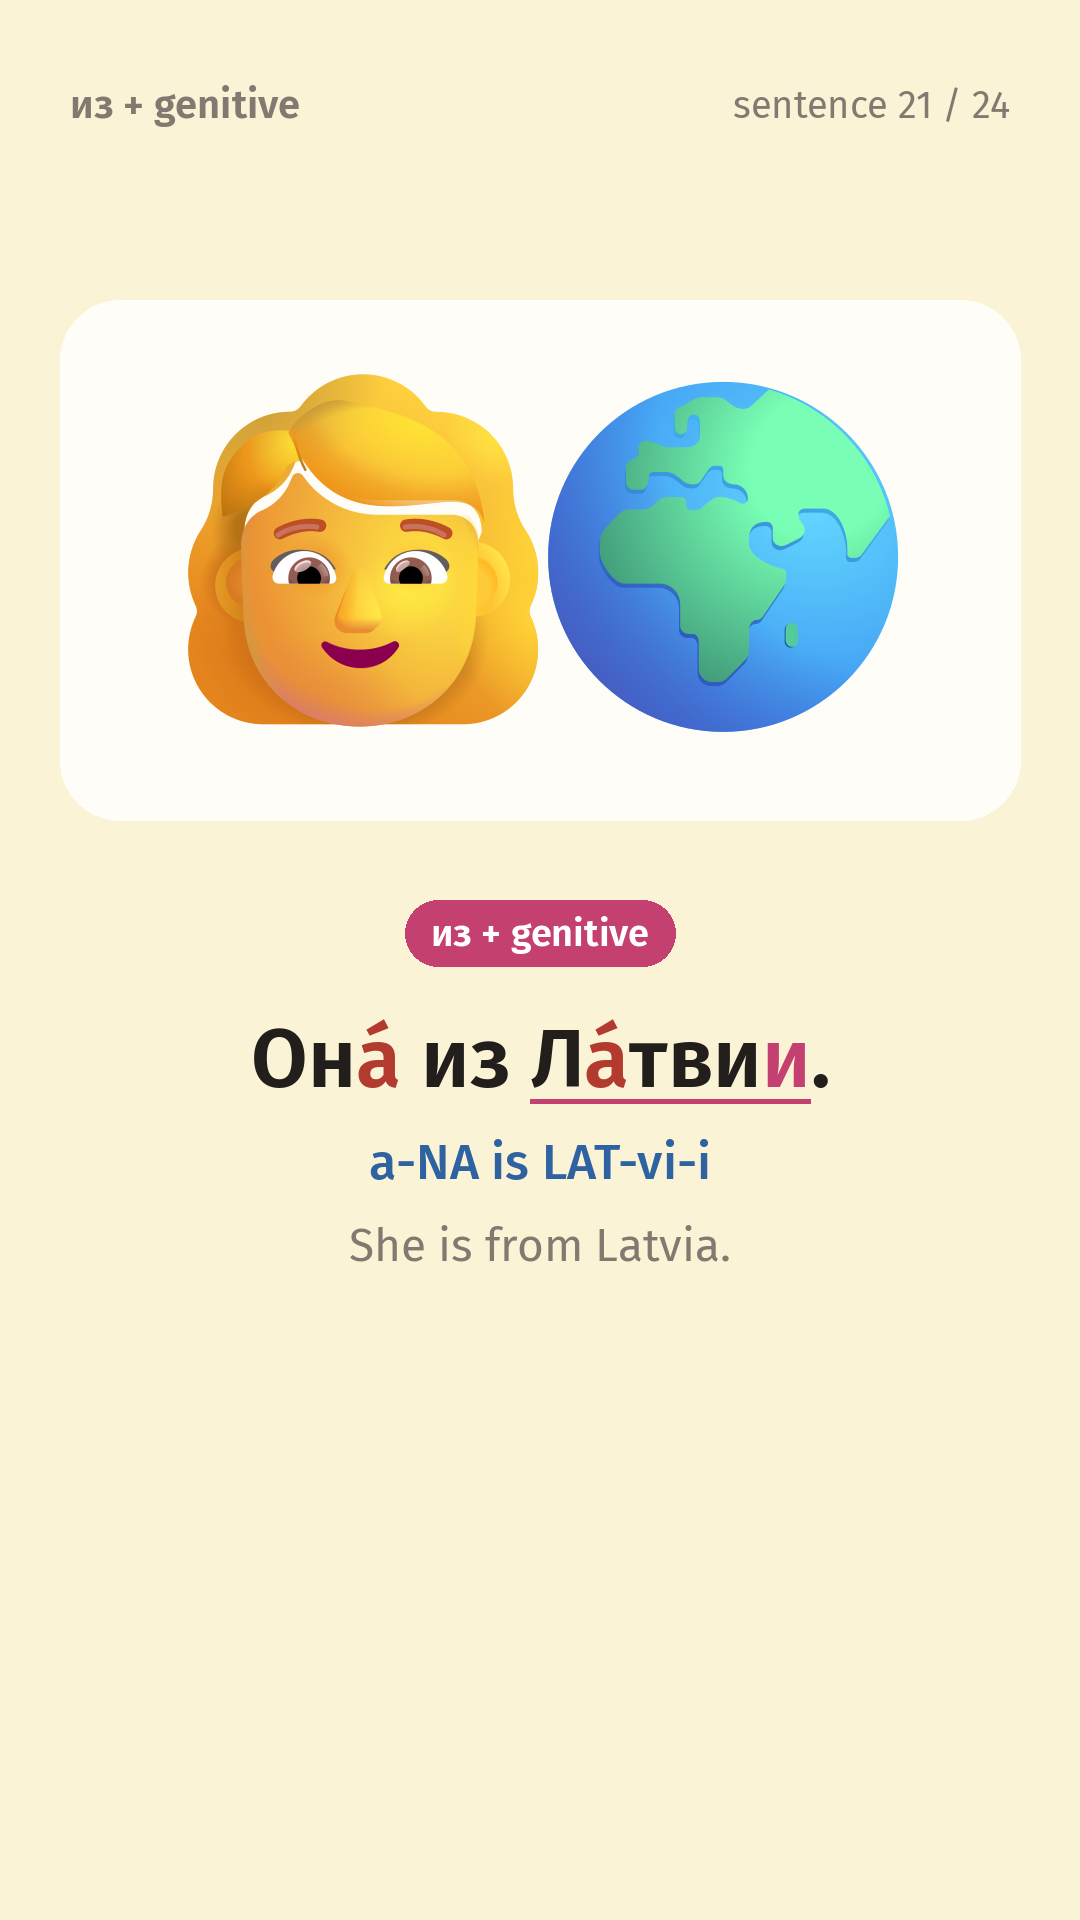 из + genitive
sentence 21 / 24
из + genitive
Она́ из Ла́твии.
a-NA is LAT-vi-i
She is from Latvia.